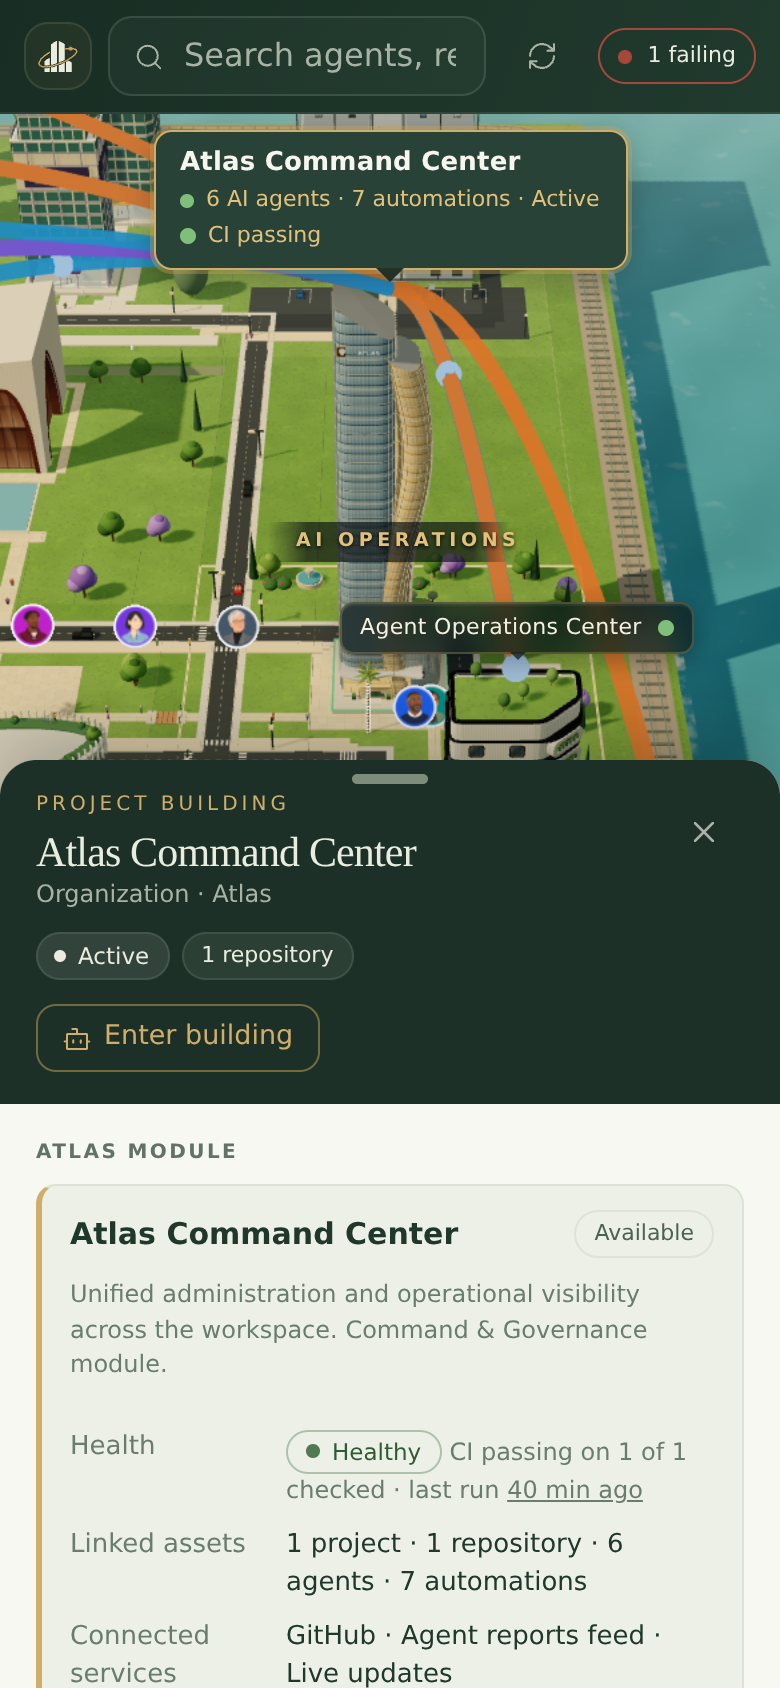 Search agents, re
1 failing
Atlas Command Center
6 AI agents · 7 automations · Active
CI passing
ATLAS
AI OPERATIONS
Agent Operations Center
PROJECT BUILDING
Atlas Command Center
Organization · Atlas
Active
1 repository
Enter building
ATLAS MODULE
Atlas Command Center
Available
Unified administration and operational visibility
across the workspace. Command & Governance
module.
Health
Healthy CI passing on 1 of 1
checked · last run 40 min ago
Linked assets
1 project · 1 repository · 6
agents · 7 automations
Connected
services
GitHub · Agent reports feed ·
Live updates